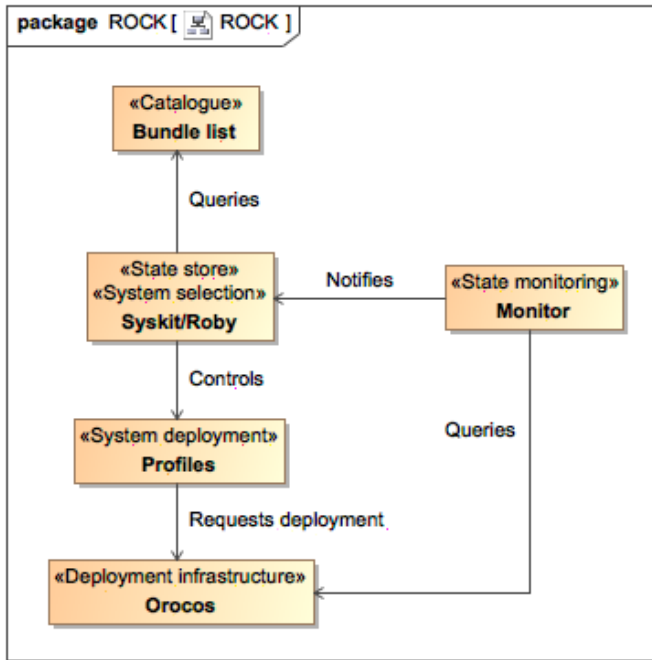 package ROCK [ ROCK ]
«Catalogue»
Bundle list
Queries
«State store»
«System selection»
Syskit/Roby
Notifies
«State monitoring»
Monitor
Controls
Queries
«System deployment»
Profiles
Requests deployment
«Deployment infrastructure»
Orocos